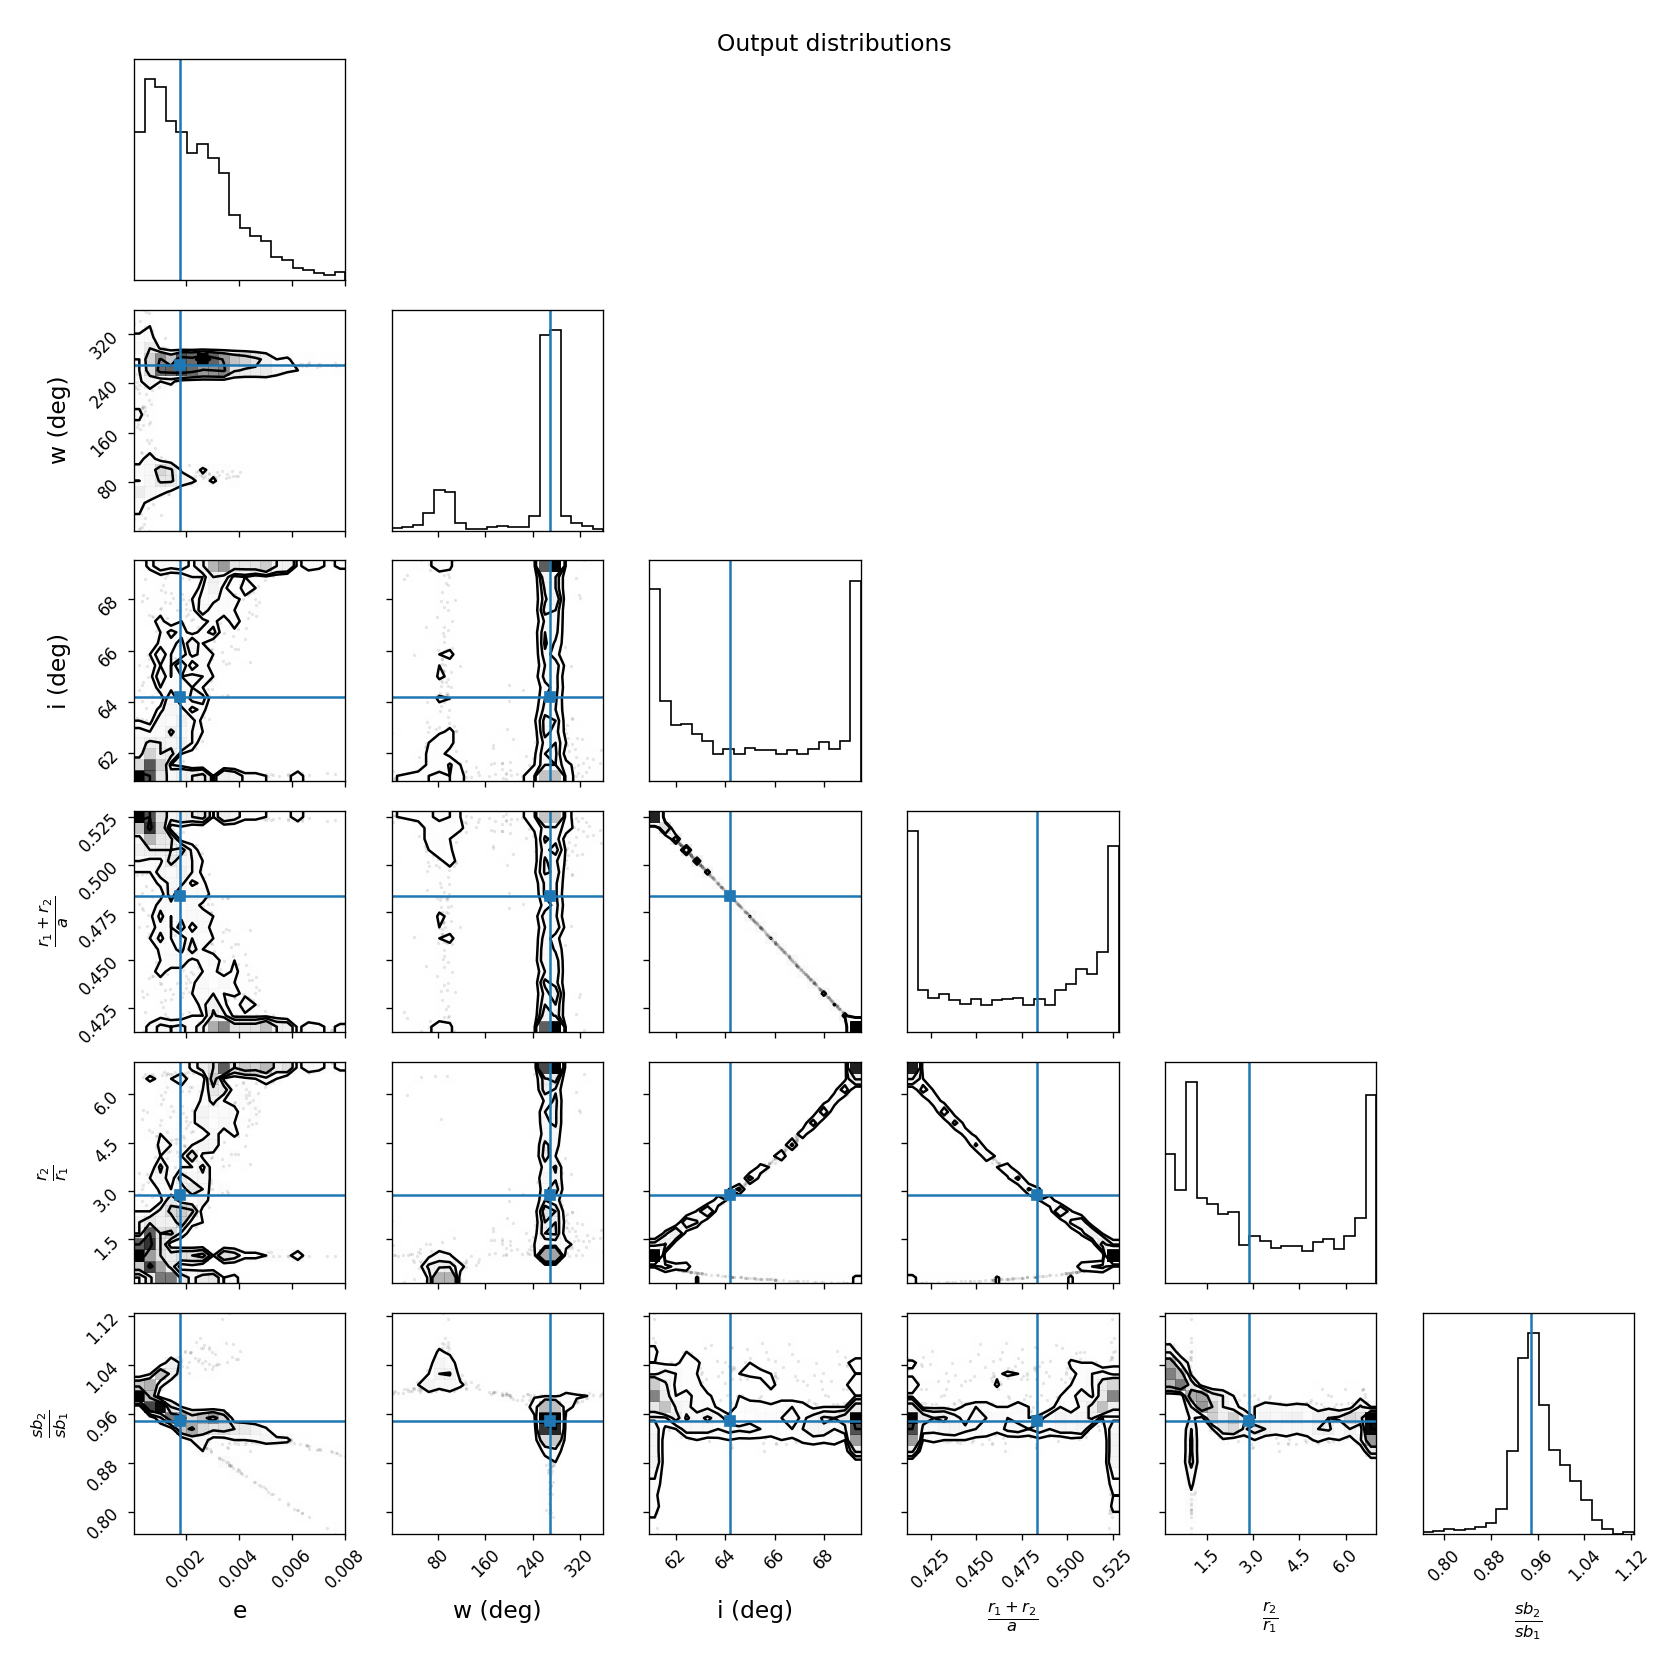 Output distributions
w (deg)
320
240
160
80
i (deg)
68
66
64
62
r₁ + r₂
a
0.525
0.500
0.475
0.450
0.425
r₂
r₁
6.0
4.5
3.0
1.5
sb₂
sb₁
1.12
1.04
0.96
0.88
0.80
0.002 0.004 0.006 0.008 80 160 240 320 62 64 66 68 0.425 0.450 0.475 0.500 0.525 1.5 3.0 4.5 6.0 0.80 0.88 0.96 1.04 1.12
e w (deg) i (deg) r₁ + r₂ r₂ sb₂
a r₁ sb₁